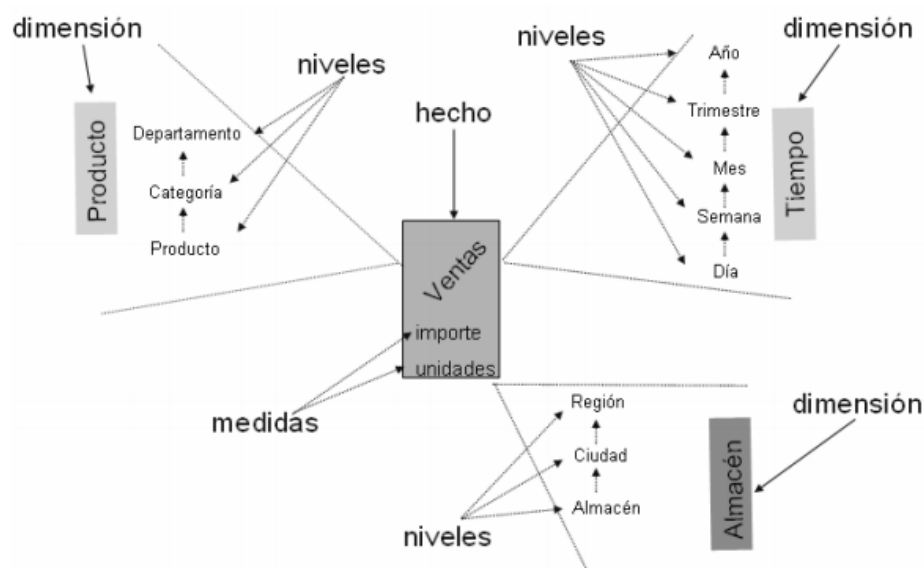 dimensión
niveles
Producto
Departamento
Categoría
Producto
hecho
niveles
dimensión
Año
Trimestre
Mes
Semana
Día
Tiempo
Ventas
importe
unidades
medidas
Región
Ciudad
Almacén
niveles
dimensión
Almacén